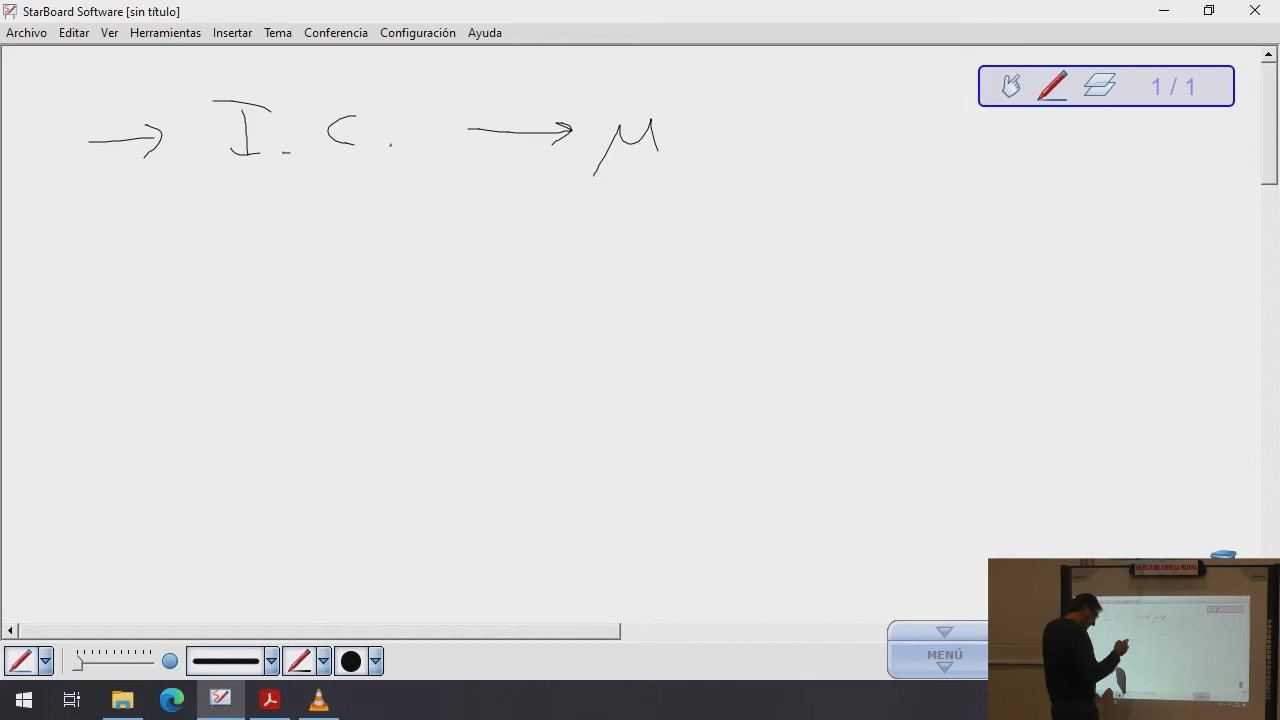 StarBoard Software [sin título]
Archivo Editar Ver Herramientas Insertar Tema Conferencia Configuración Ayuda
1 / 1
→ I. C. → μ
MENÚ